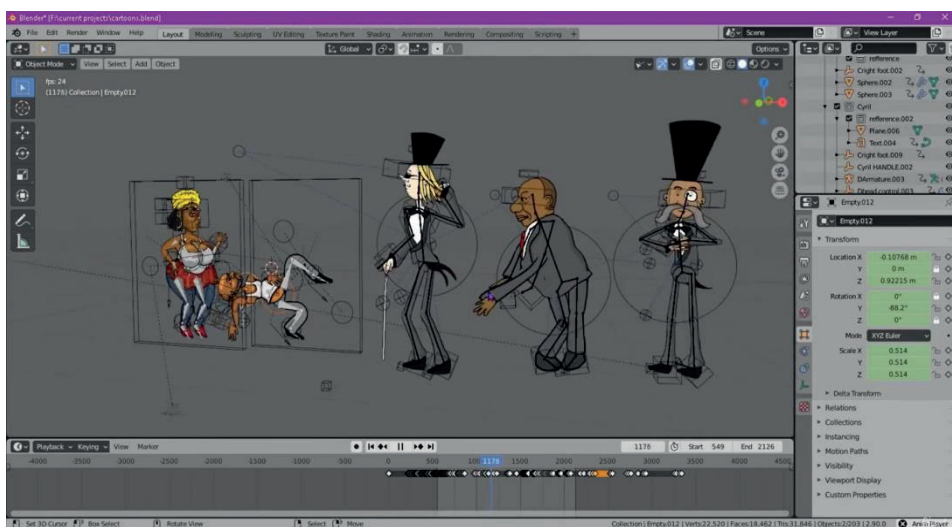 Blender* [F:\current projects\cartoons.blend]
File Edit Render Window Help Layout Modeling Sculpting UV Editing Texture Paint Shading Animation Rendering Compositing Scripting + Scene View Layer
Global Options
Object Mode View Select Add Object
fps: 24
(1176) Collection | Empty.012
refference
Cright foot.002
Sphere.002
Sphere.003
Cyril
refference.002
Plane.006
Text.004
Cright foot.009
Cyril HANDLE.002
DArmature.003
Dhead control.003
Empty.012
Empty.012
Transform
Location X -0.10768 m
Y 0 m
Z 0.92215 m
Rotation X 0°
Y -66.2°
Z 0°
Mode XYZ Euler
Scale X 0.514
Y 0.514
Z 0.514
Delta Transform
Relations
Collections
Instancing
Motion Paths
Visibility
Viewport Display
Custom Properties
Playback Keying View Marker 1176 Start 549 End 2126
-4000 -3500 -3000 -2500 -2000 -1500 -1000 -500 0 500 1176 1500 2000 2500 3000 3500 4000
Set 3D Cursor Box Select Rotate View Select Move Collection | Empty.012 | Verts:22,520 | Faces:18,462 | Tris:31,846 | Objects:2/203 | 2.90.0